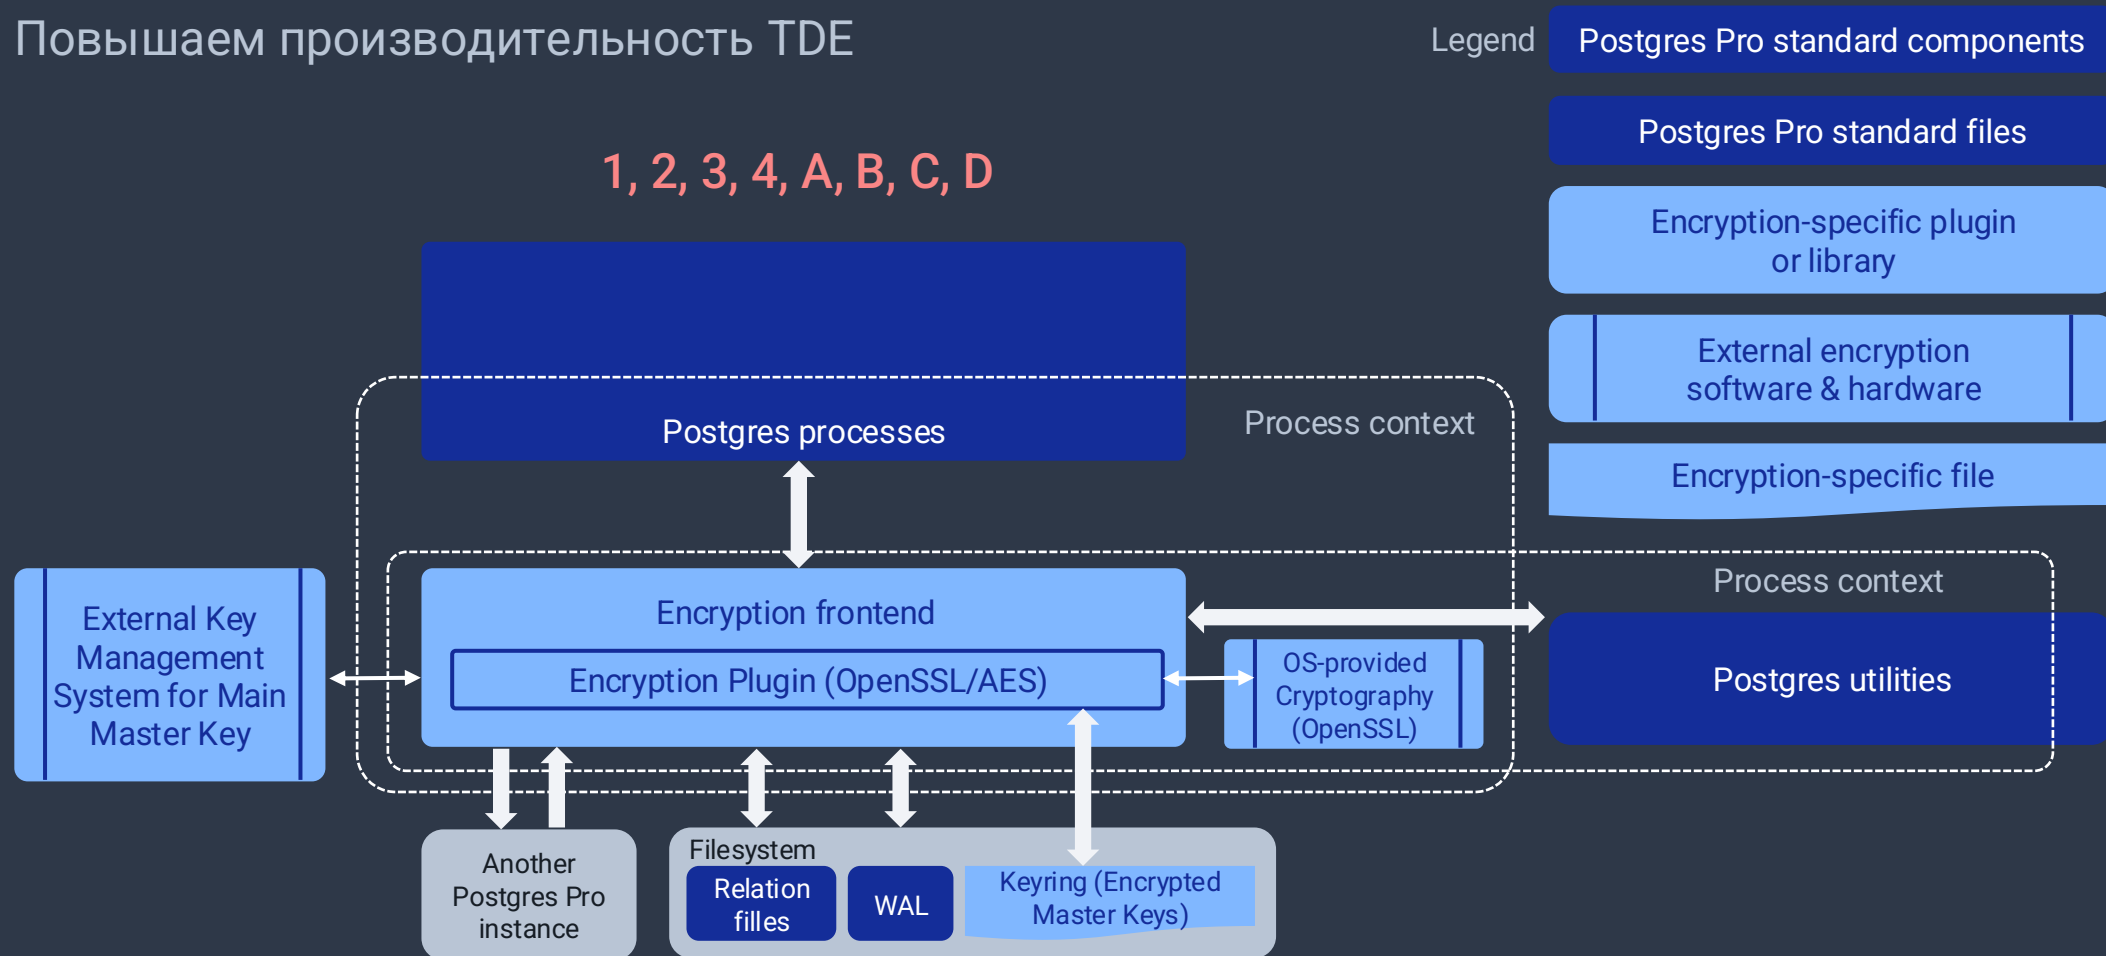 Повышаем производительность TDE
Legend
Postgres Pro standard components
Postgres Pro standard files
1, 2, 3, 4, A, B, C, D
Encryption-specific plugin
or library
External encryption
software & hardware
Postgres processes
Process context
Encryption-specific file
Process context
External Key
Management
System for Main
Master Key
Encryption frontend
Encryption Plugin (OpenSSL/AES)
OS-provided
Cryptography
(OpenSSL)
Postgres utilities
Another
Postgres Pro
instance
Filesystem
Relation
filles
WAL
Keyring (Encrypted
Master Keys)